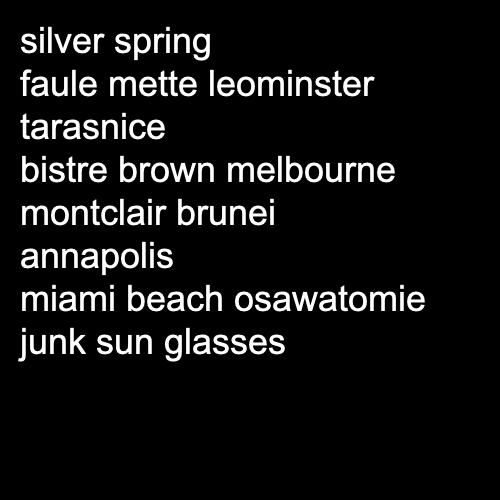 silver spring
faule mette leominster
tarasnice
bistre brown melbourne
montclair brunei
annapolis
miami beach osawatomie
junk sun glasses